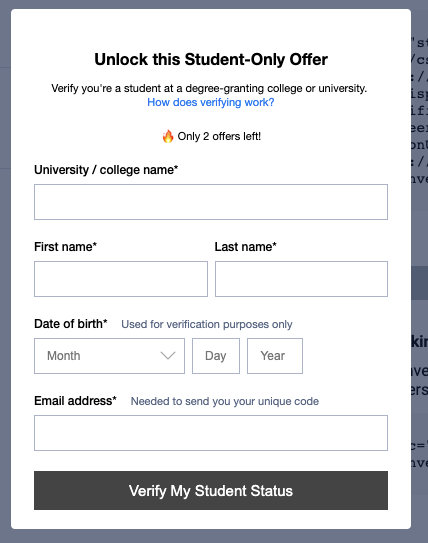 Unlock this Student-Only Offer
Verify you're a student at a degree-granting college or university.
How does verifying work?
🔥 Only 2 offers left!
University / college name*
First name* Last name*
Date of birth* Used for verification purposes only
Month Day Year
Email address* Needed to send you your unique code
Verify My Student Status